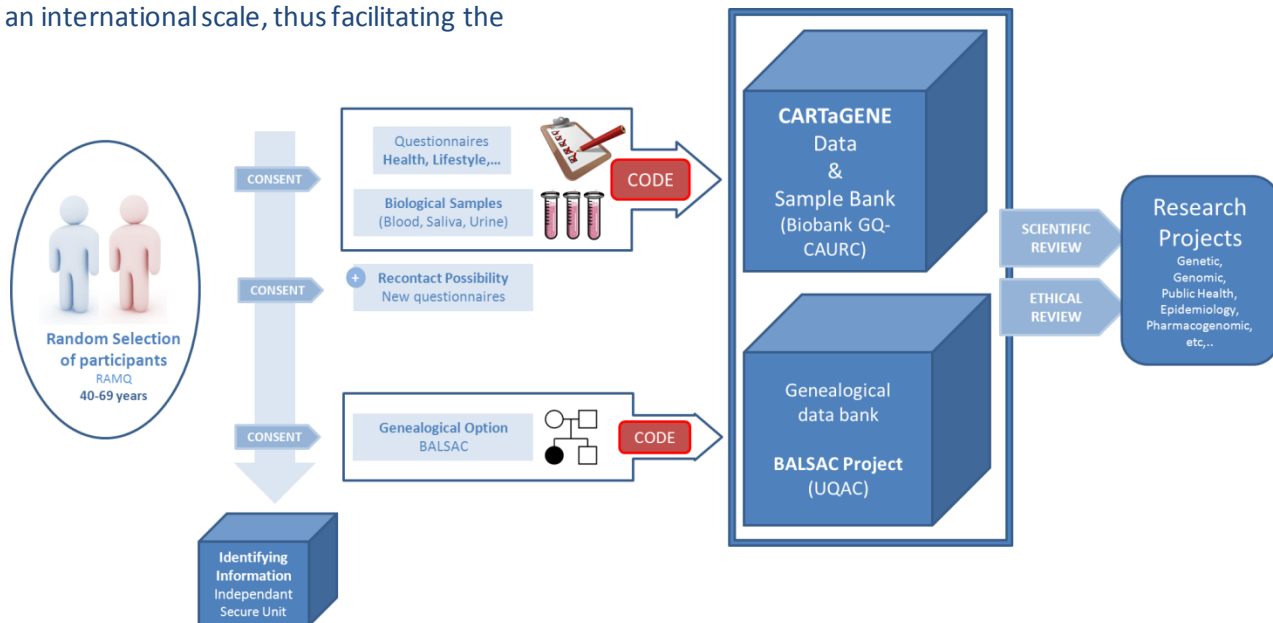 an international scale, thus facilitating the
Random Selection
of participants
RAMQ
40-69 years
CONSENT
Questionnaires
Health, Lifestyle,...
Biological Samples
(Blood, Saliva, Urine)
CODE
CONSENT
+
Recontact Possibility
New questionnaires
CONSENT
Genealogical Option
BALSAC
CODE
Identifying
Information
Independant
Secure Unit
CARTaGENE
Data
&
Sample Bank
(Biobank GQ-
CAURC)
Genealogical
data bank
BALSAC Project
(UQAC)
SCIENTIFIC
REVIEW
ETHICAL
REVIEW
Research
Projects
Genetic,
Genomic,
Public Health,
Epidemiology,
Pharmacogenomic,
etc,..